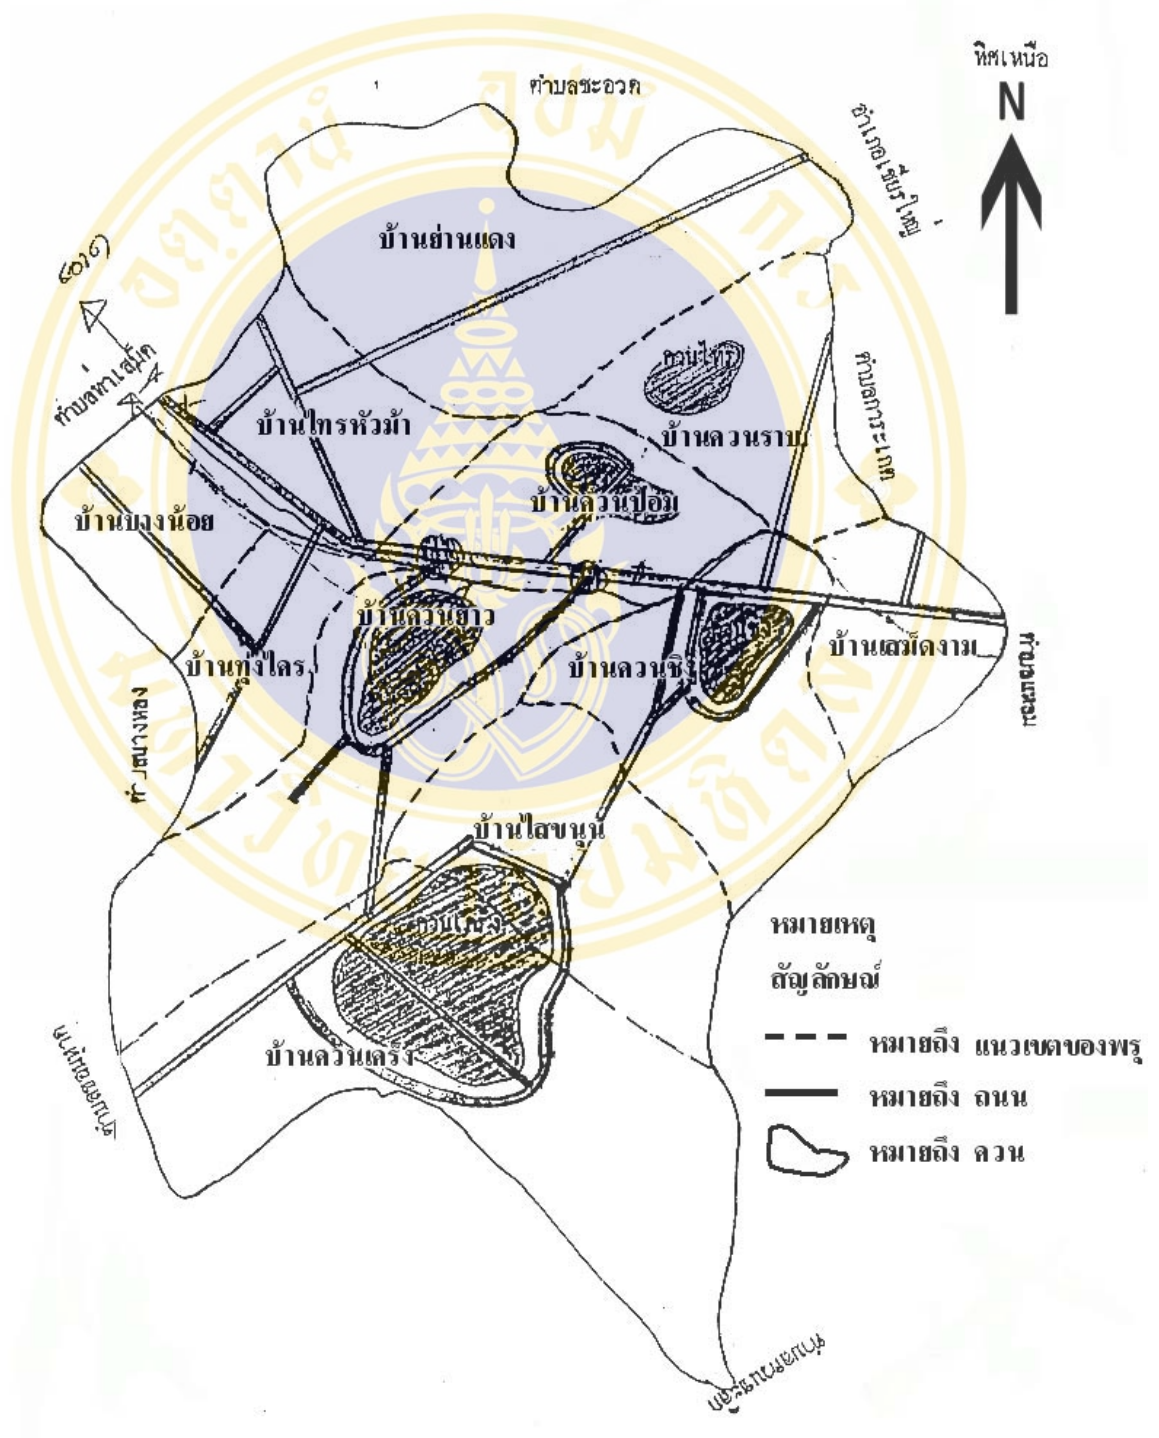 ทิศเหนือ
N
ตำบลชะอวด
อำเภอเชียรใหญ่
บ้านย่านแดง
ตำบลท่าเสม็ด
ควนไทร
ตำบลการะเกด
บ้านไทรหัวม้า
บ้านควนราบ
บ้านควนป้อม
บ้านบางน้อย
บ้านควนยาว
บ้านทุ่งไคร
บ้านควนชิง
บ้านเสม็ดงาม
ตำบลนางหลง
บ้านไสขนุน
บ้านควนเคร็ง
หมายเหตุ
สัญลักษณ์
หมายถึง แนวเขตของพรุ
หมายถึง ถนน
หมายถึง ควน